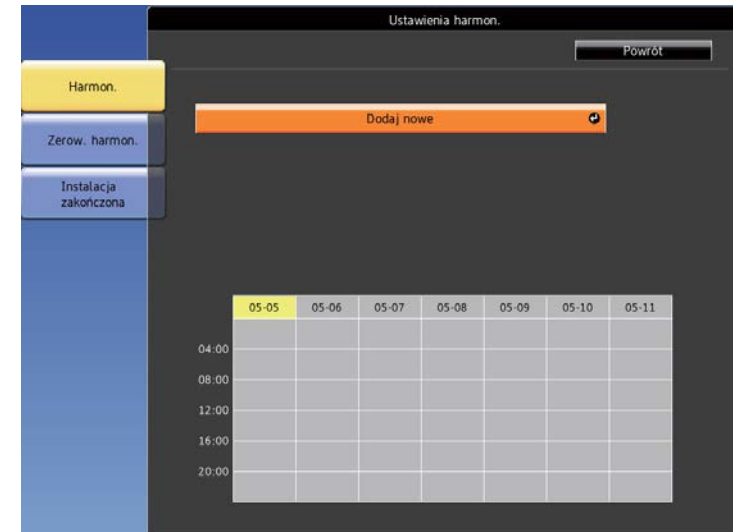 Ustawienia harmon.
Powrót
Harmon.
Dodaj nowe
Zerow. harmon.
Instalacja
zakończona
05-05 05-06 05-07 05-08 05-09 05-10 05-11
04:00
08:00
12:00
16:00
20:00